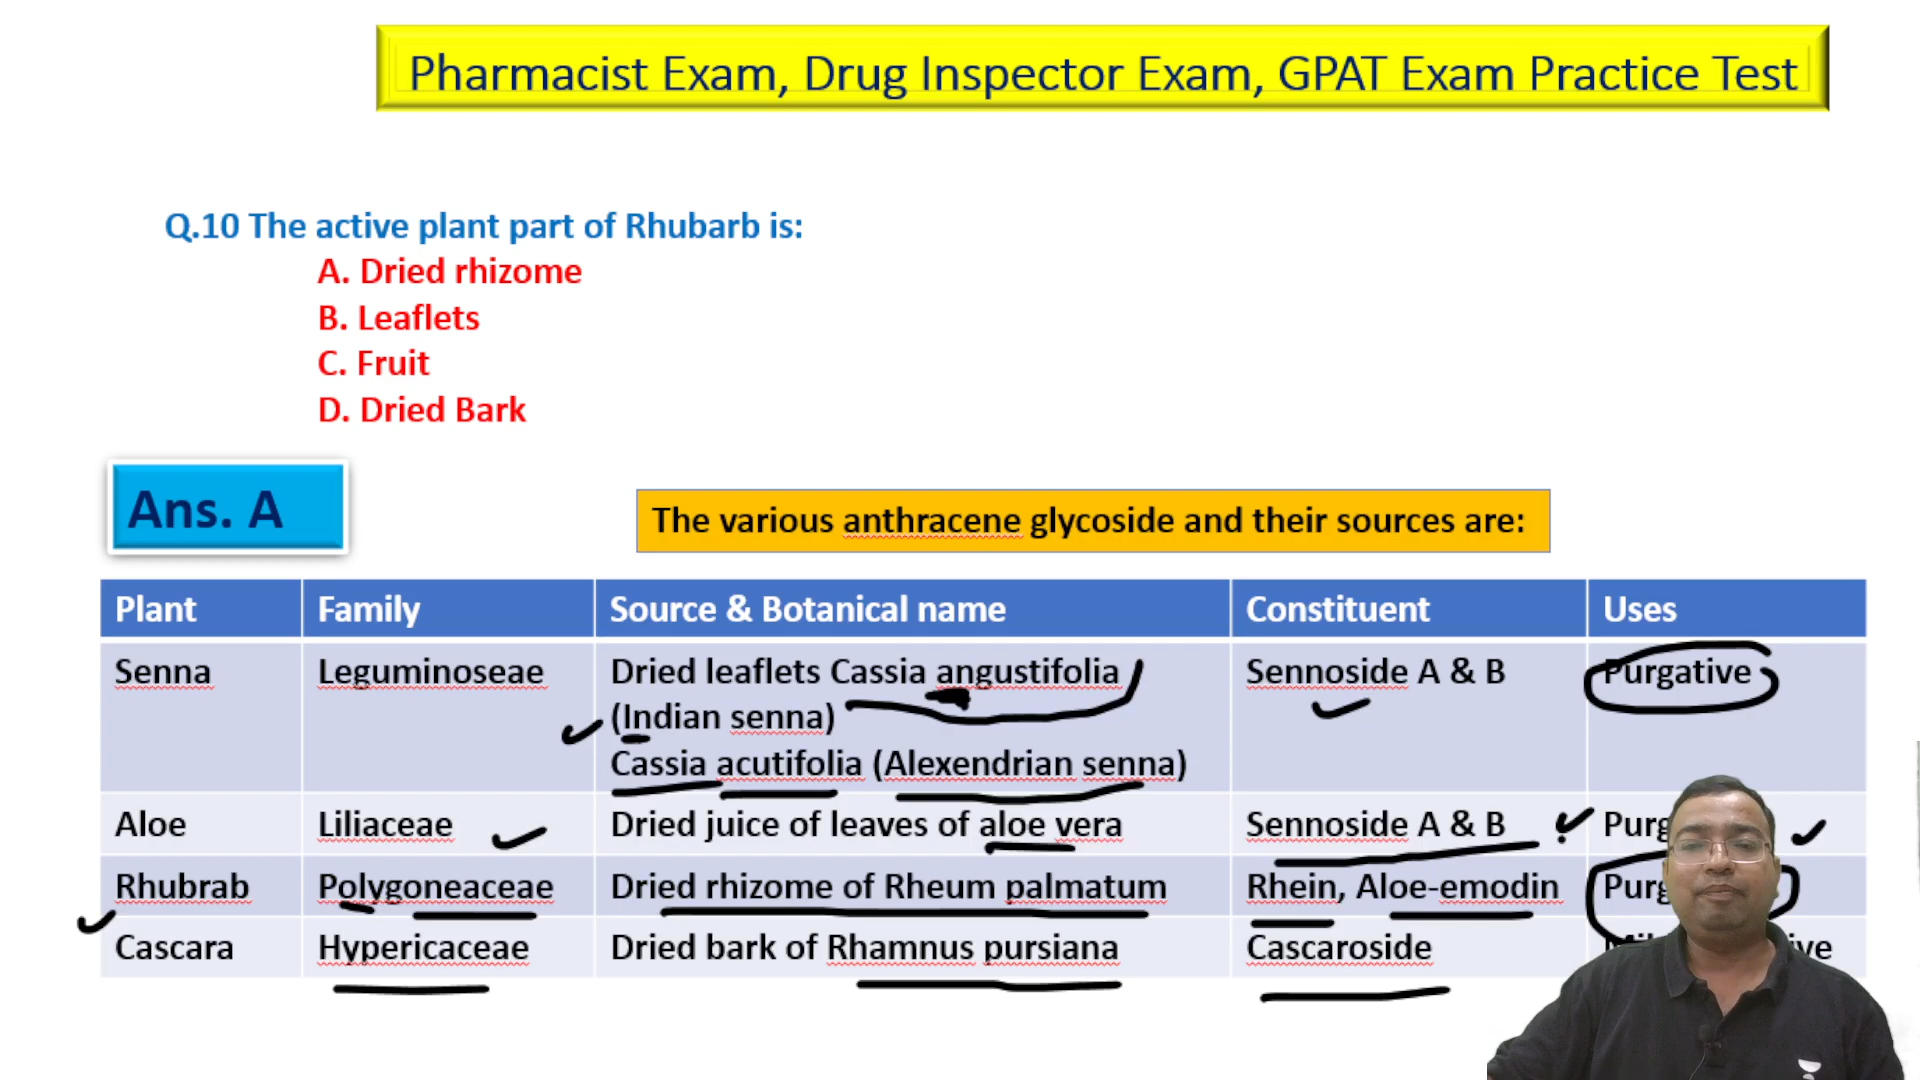 Pharmacist Exam, Drug Inspector Exam, GPAT Exam Practice Test
Q.10 The active plant part of Rhubarb is:
A. Dried rhizome
B. Leaflets
C. Fruit
D. Dried Bark
Ans. A
The various anthracene glycoside and their sources are:
Plant Family Source & Botanical name Constituent Uses
Senna Leguminoseae Dried leaflets Cassia angustifolia Sennoside A & B Purgative
(Indian senna)
Cassia acutifolia (Alexendrian senna)
Aloe Liliaceae Dried juice of leaves of aloe vera Sennoside A & B
Rhubrab Polygoneaceae Dried rhizome of Rheum palmatum Rhein, Aloe-emodin
Cascara Hypericaceae Dried bark of Rhamnus pursiana Cascaroside